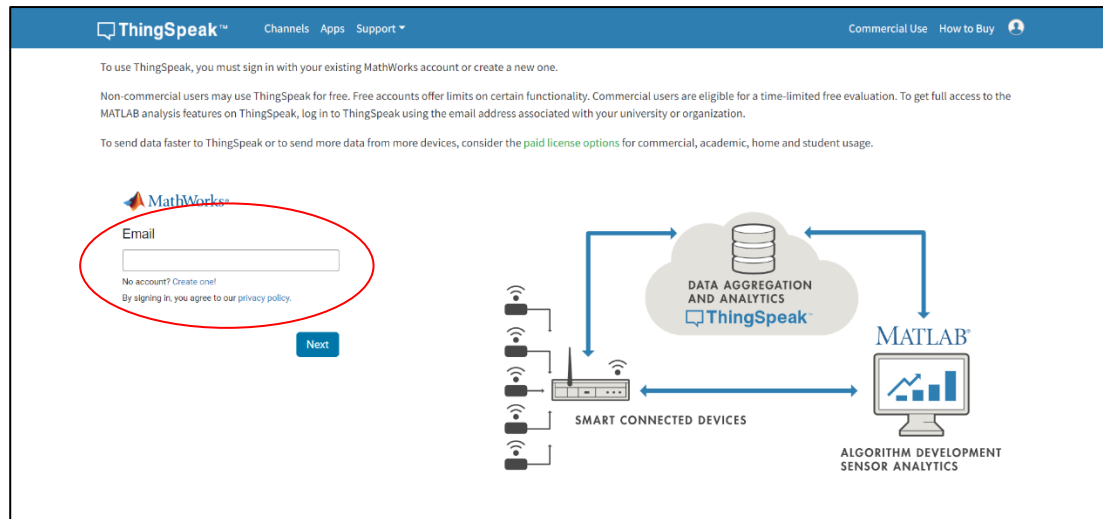 ThingSpeak™ Channels Apps Support Commercial Use How to Buy
To use ThingSpeak, you must sign in with your existing MathWorks account or create a new one.
Non-commercial users may use ThingSpeak for free. Free accounts offer limits on certain functionality. Commercial users are eligible for a time-limited free evaluation. To get full access to the
MATLAB analysis features on ThingSpeak, log in to ThingSpeak using the email address associated with your university or organization.
To send data faster to ThingSpeak or to send more data from more devices, consider the paid license options for commercial, academic, home and student usage.
MathWorks®
Email
No account? Create one!
By signing in, you agree to our privacy policy.
Next
DATA AGGREGATION
AND ANALYTICS
ThingSpeak™
MATLAB®
SMART CONNECTED DEVICES
ALGORITHM DEVELOPMENT
SENSOR ANALYTICS